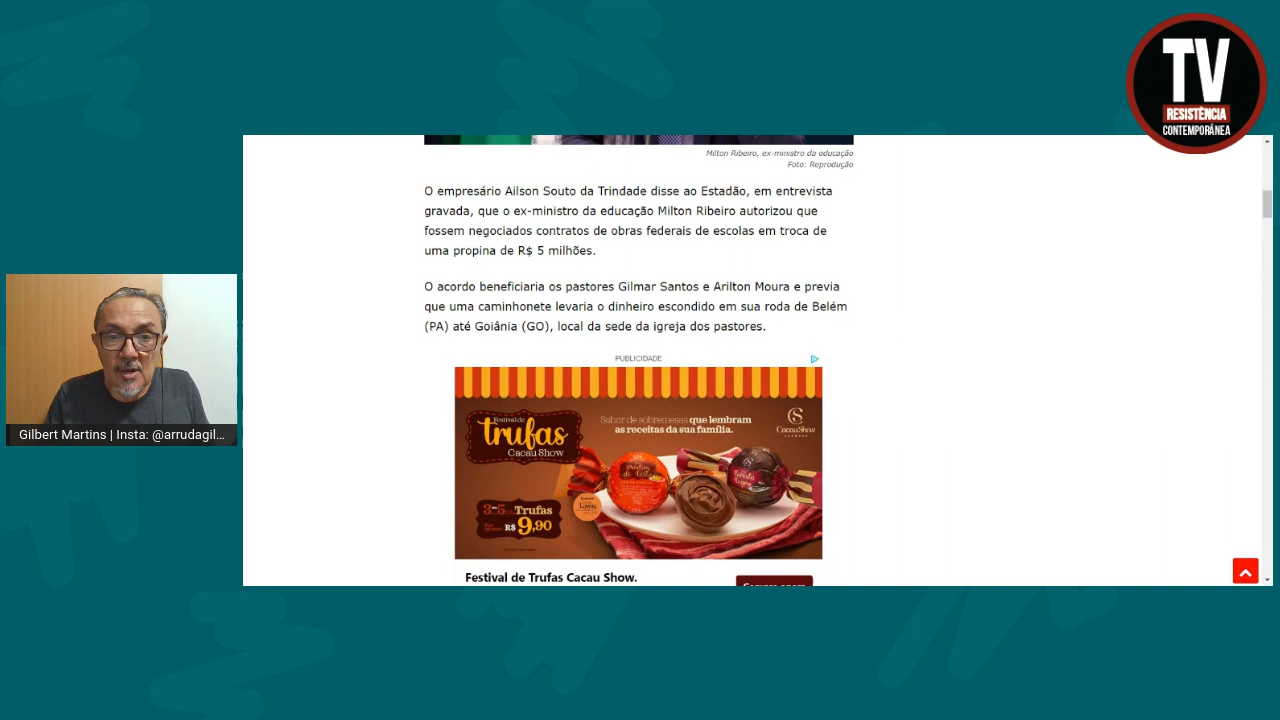 TV
RESISTÊNCIA
CONTEMPORÂNEA
Milton Ribeiro, ex-ministro da educação
Foto: Reprodução
O empresário Ailson Souto da Trindade disse ao Estadão, em entrevista
gravada, que o ex-ministro da educação Milton Ribeiro autorizou que
fossem negociados contratos de obras federais de escolas em troca de
uma propina de R$ 5 milhões.
O acordo beneficiaria os pastores Gilmar Santos e Arilton Moura e previa
que uma caminhonete levaria o dinheiro escondido em sua roda de Belém
(PA) até Goiânia (GO), local da sede da igreja dos pastores.
Gilbert Martins | Insta: @arrudagil...
PUBLICIDADE
Festival de
trufas
Cacau Show
Sabor de sobremesas que lembram
as receitas da sua família.
CS
CacauShow
Trufas
R$ 9,90
Festival de Trufas Cacau Show.